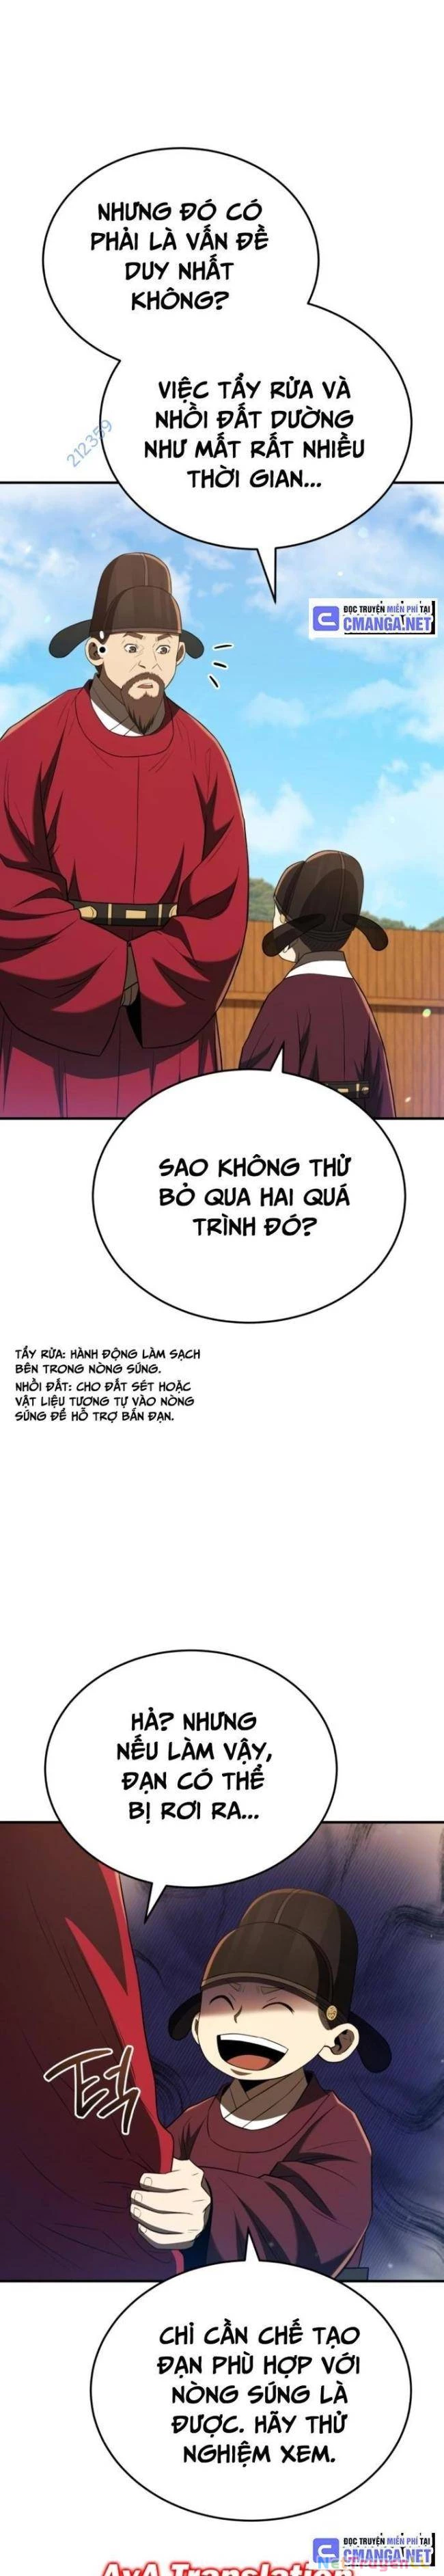 NHƯNG ĐÓ CÓ
PHẢI LÀ VẤN ĐỀ
DUY NHẤT
KHÔNG?
VIỆC TẨY RỬA VÀ
NHỒI ĐẤT DƯỜNG
NHƯ MẤT RẤT NHIỀU
THỜI GIAN...
212359
ĐỌC TRUYỆN MIỄN PHÍ TẠI
CMANGA.NET
SAO KHÔNG THỬ
BỎ QUA HAI QUÁ
TRÌNH ĐÓ?
TẨY RỬA: HÀNH ĐỘNG LÀM SẠCH
BÊN TRONG NÒNG SÚNG.
NHỒI ĐẤT: CHO ĐẤT SÉT HOẶC
VẬT LIỆU TƯƠNG TỰ VÀO NÒNG
SÚNG ĐỂ HỖ TRỢ BẮN ĐẠN.
HẢ? NHƯNG
NẾU LÀM VẬY,
ĐẠN CÓ THỂ
BỊ RƠI RA...
턱
CHỈ CẦN CHẾ TẠO
ĐẠN PHÙ HỢP VỚI
NÒNG SÚNG LÀ
ĐƯỢC. HÃY THỬ
NGHIỆM XEM.
ĐỌC TRUYỆN MIỄN PHÍ TẠI
CMANGA.NET